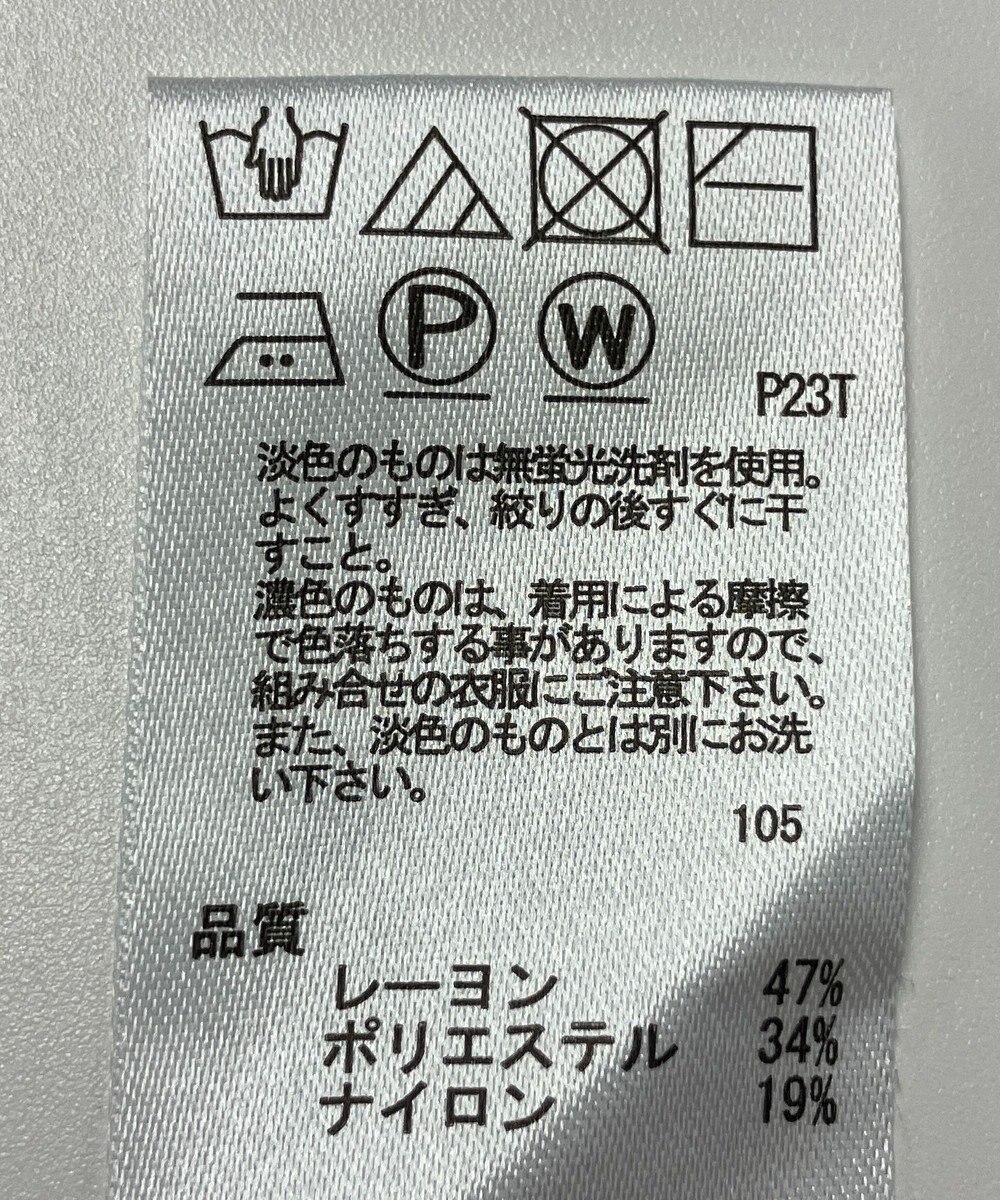 P
W
P23T
淡色のものは無蛍光洗剤を使用。
よくすすぎ、絞りの後すぐに干
すこと。
濃色のものは、着用による摩擦
で色落ちする事がありますので、
組み合せの衣服にご注意下さい。
また、淡色のものとは別にお洗
い下さい。
105
品質
レーヨン 47%
ポリエステル 34%
ナイロン 19%